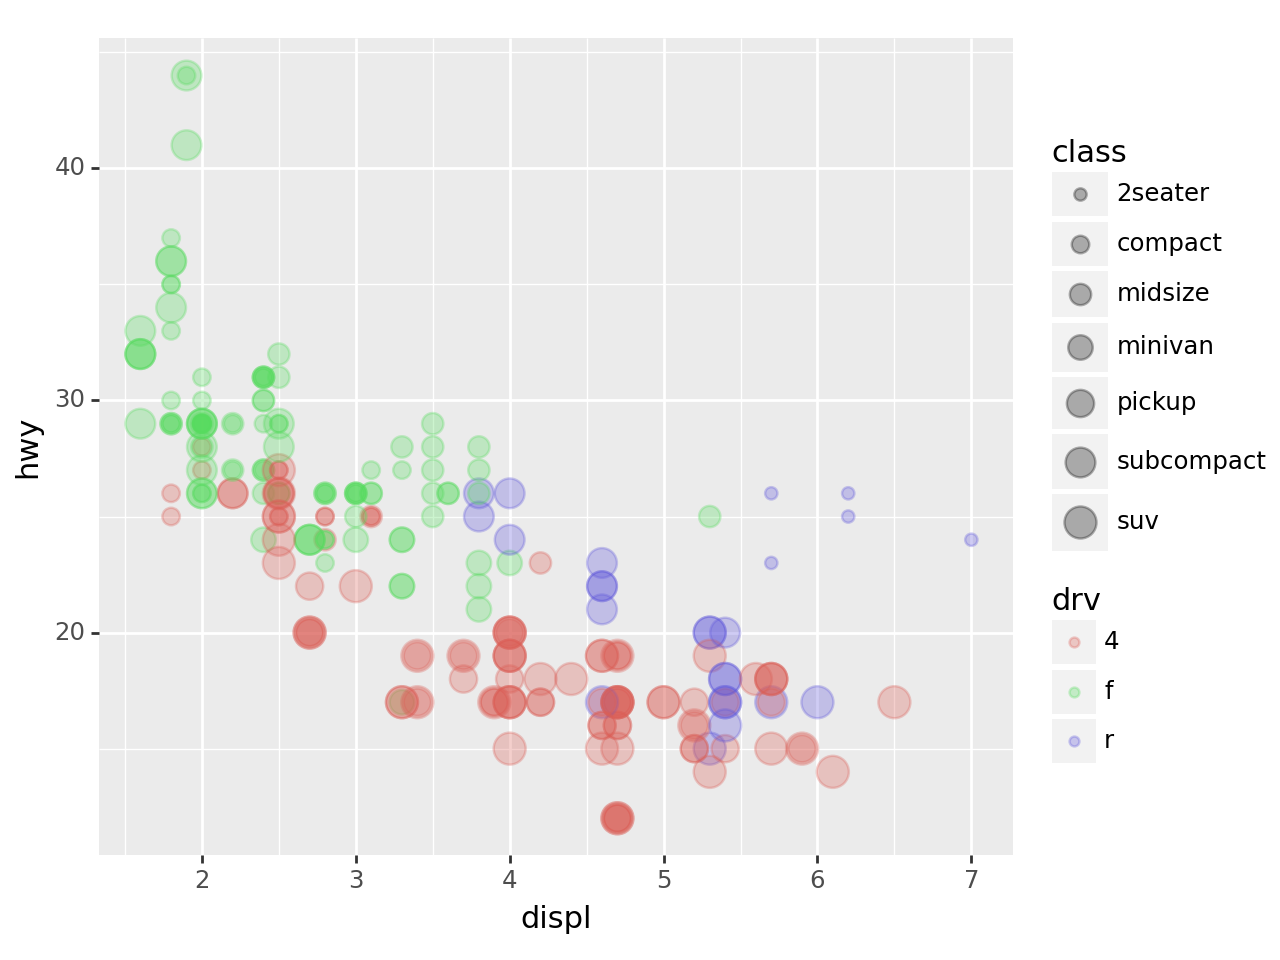 40
30
20
hwy
2 3 4 5 6 7
displ
class
2seater
compact
midsize
minivan
pickup
subcompact
suv
drv
4
f
r